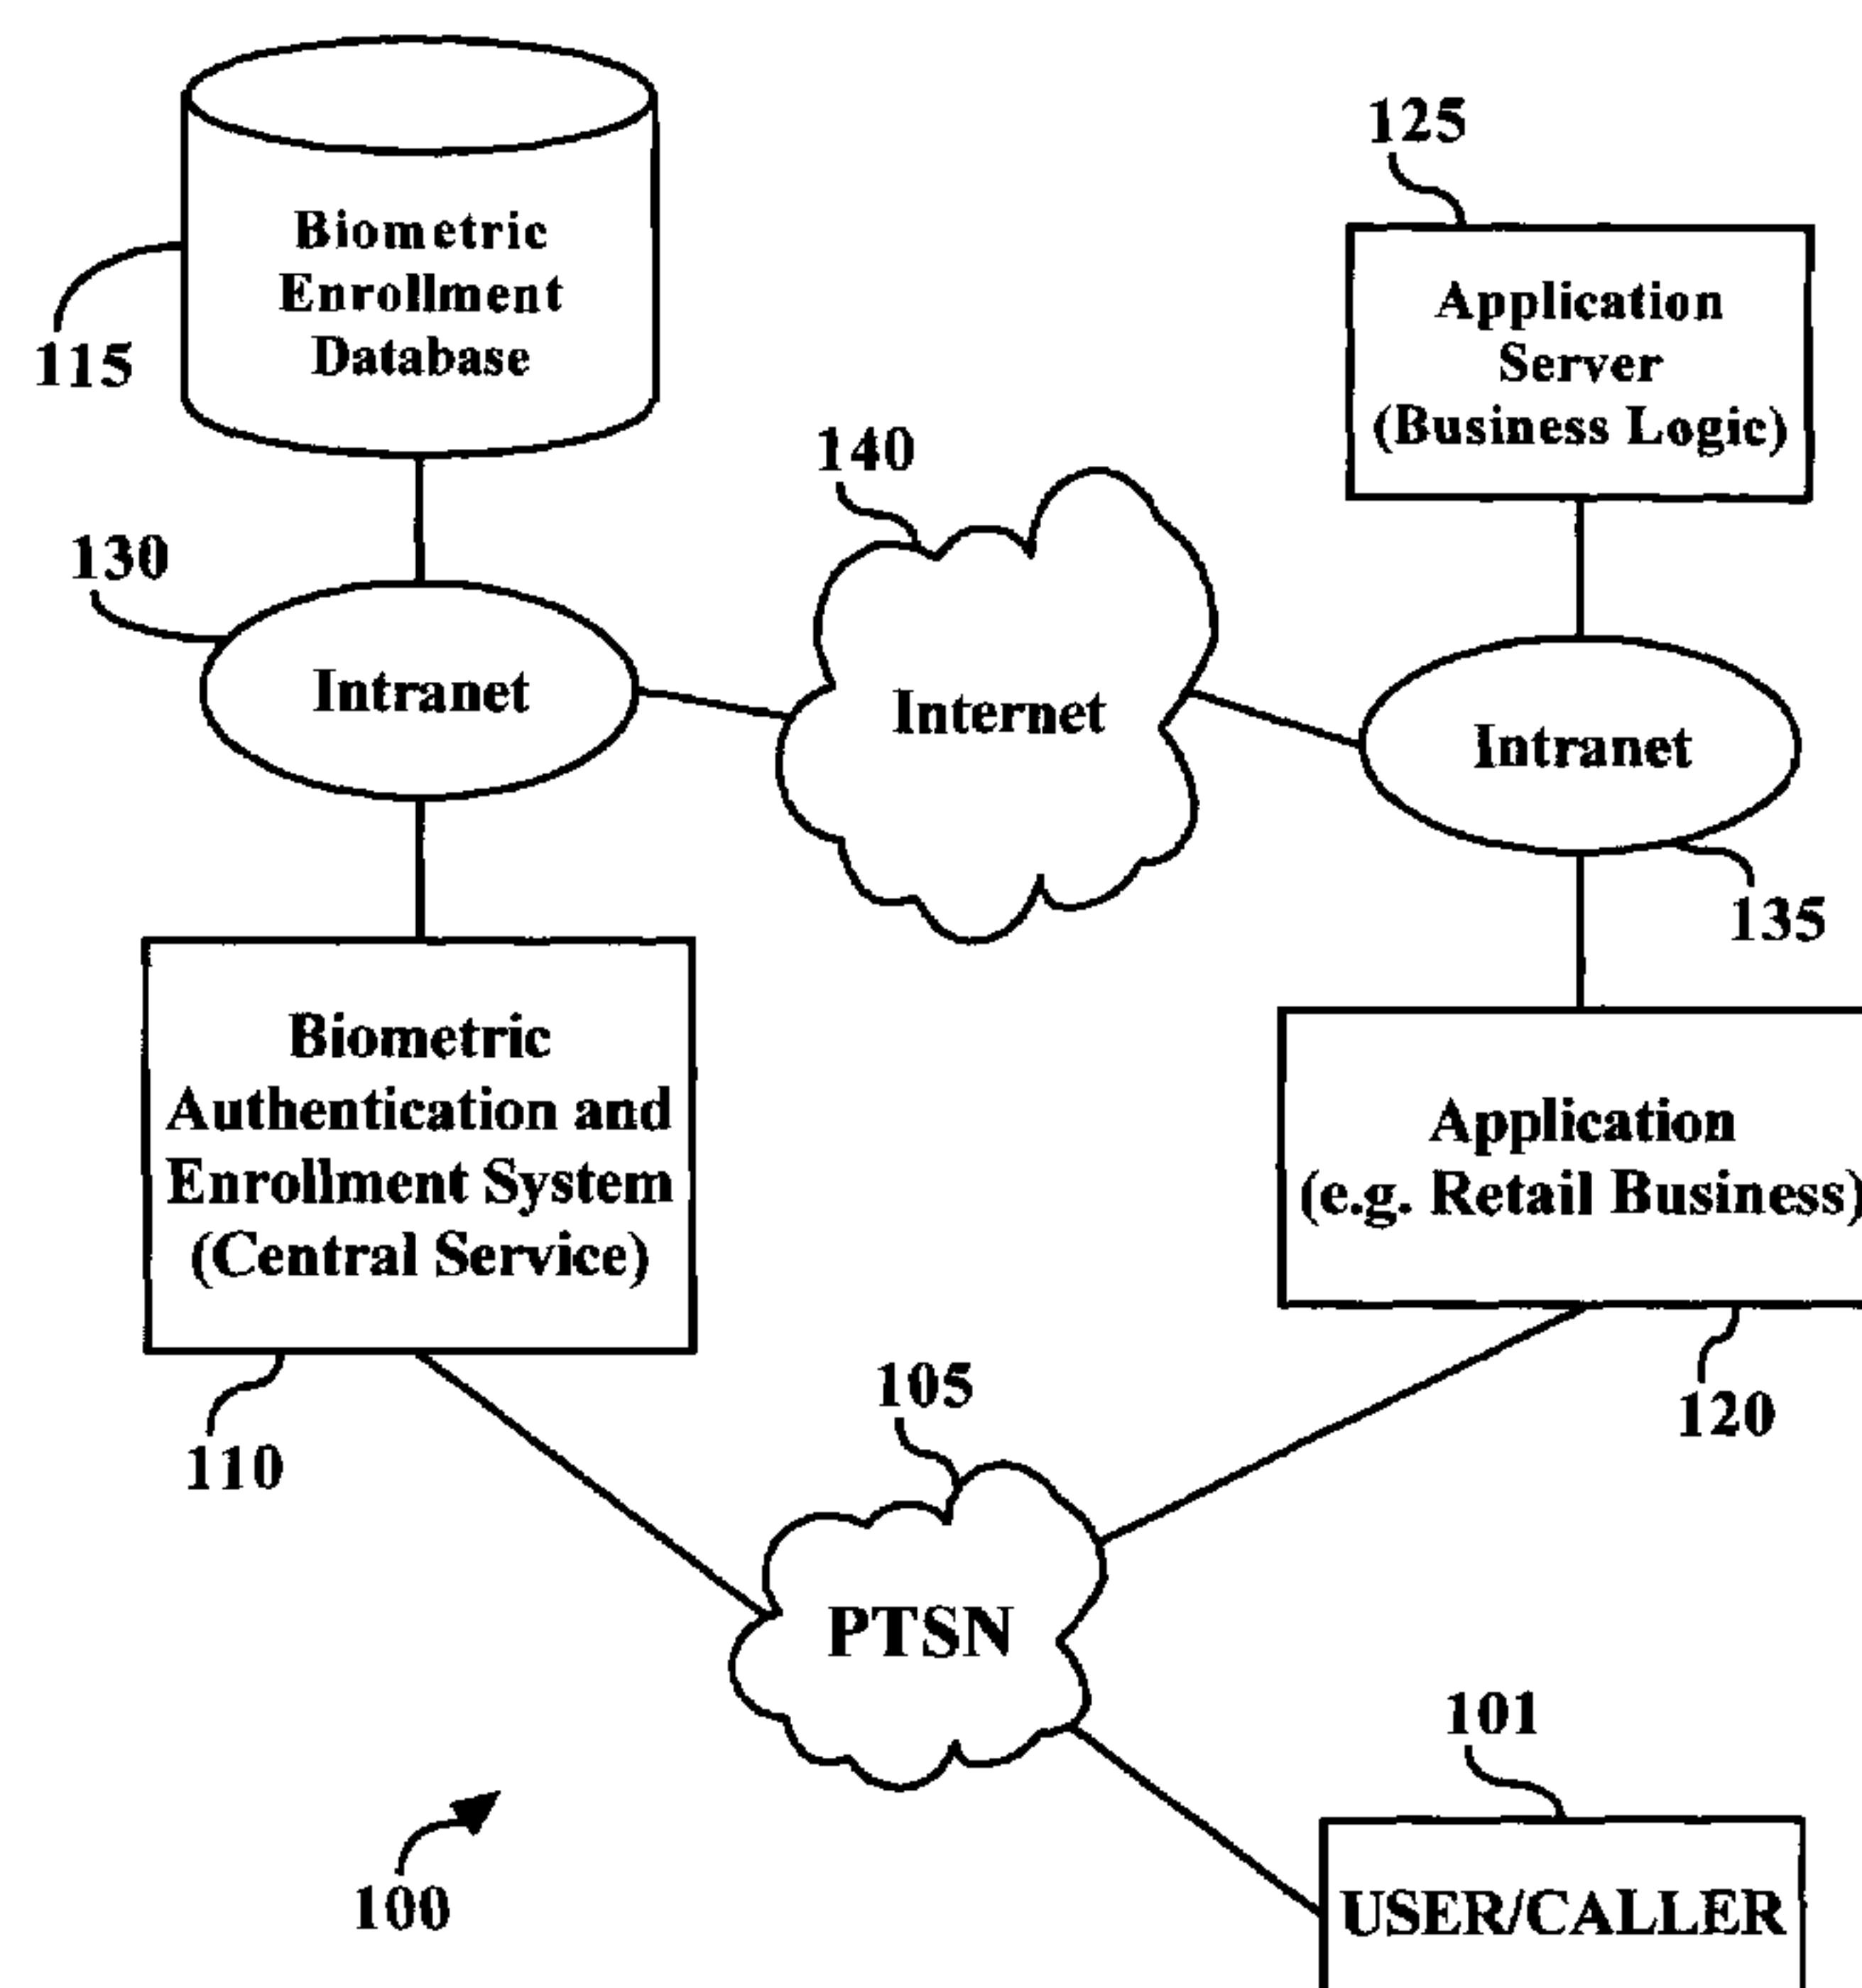 125
Biometric
Enrollment
Database
115
Application
Server
(Business Logic)
140
130
Intranet
Internet
Intranet
135
Biometric
Authentication and
Enrollment System
(Central Service)
110
Application
(e.g. Retail Business)
120
105
PTSN
101
USER/CALLER
100